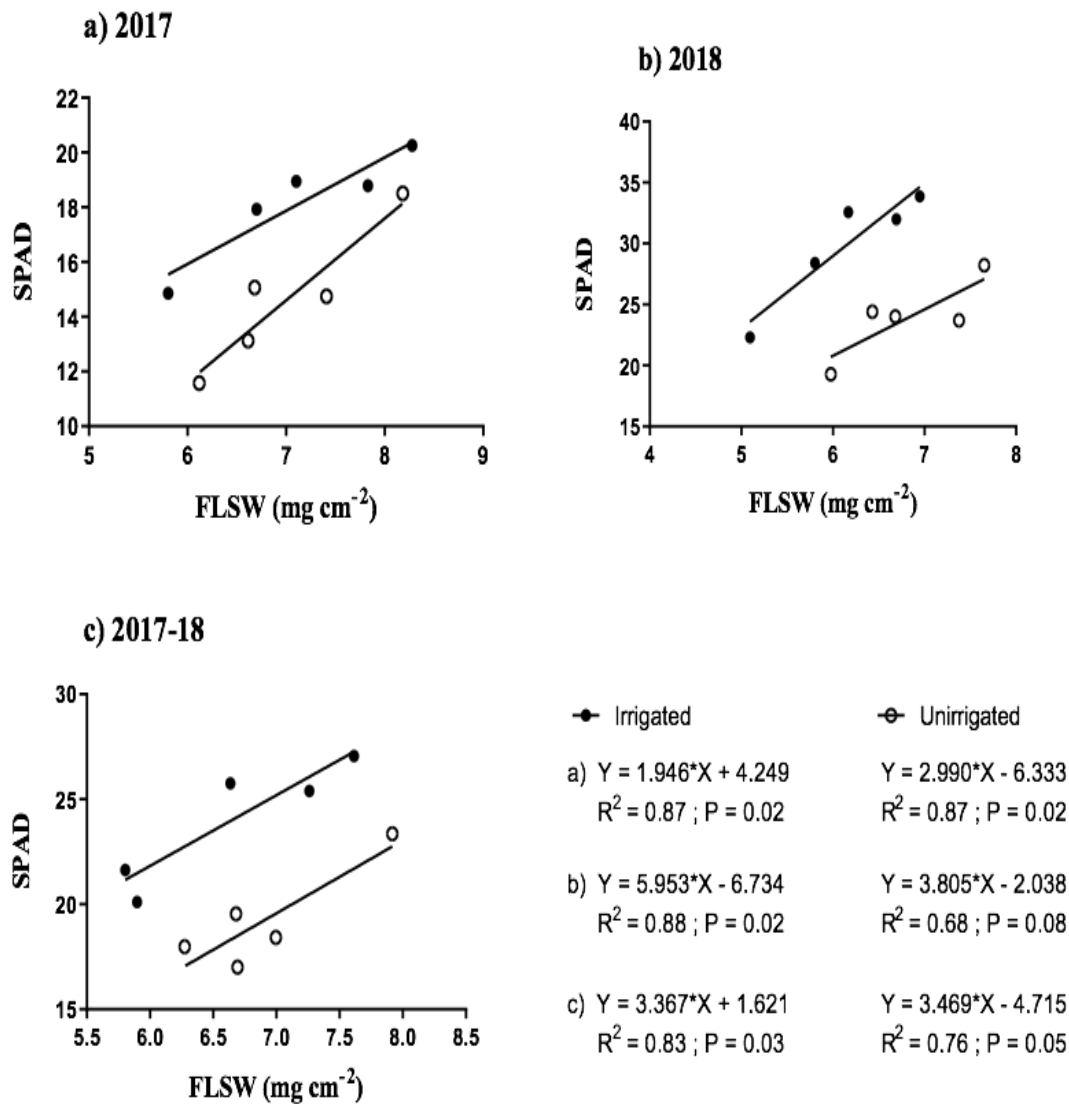 a) 2017
22
20
18
16
14
12
10
SPAD
5 6 7 8 9
FLSW (mg cm⁻²)
b) 2018
40
35
30
25
20
15
SPAD
4 5 6 7 8
FLSW (mg cm⁻²)
c) 2017-18
30
25
20
15
SPAD
5.5 6.0 6.5 7.0 7.5 8.0 8.5
FLSW (mg cm⁻²)
Irrigated Unirrigated
a) Y = 1.946*X + 4.249 Y = 2.990*X - 6.333
R² = 0.87 ; P = 0.02 R² = 0.87 ; P = 0.02
b) Y = 5.953*X - 6.734 Y = 3.805*X - 2.038
R² = 0.88 ; P = 0.02 R² = 0.68 ; P = 0.08
c) Y = 3.367*X + 1.621 Y = 3.469*X - 4.715
R² = 0.83 ; P = 0.03 R² = 0.76 ; P = 0.05